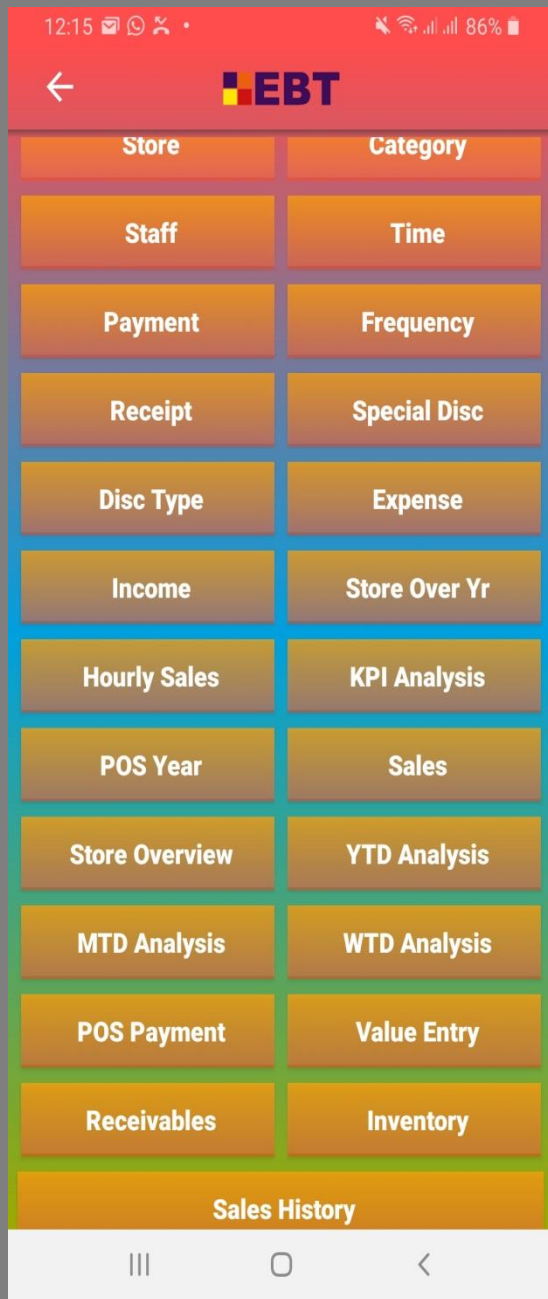 12:15 86%
EBT
Store Category
Staff Time
Payment Frequency
Receipt Special Disc
Disc Type Expense
Income Store Over Yr
Hourly Sales KPI Analysis
POS Year Sales
Store Overview YTD Analysis
MTD Analysis WTD Analysis
POS Payment Value Entry
Receivables Inventory
Sales History